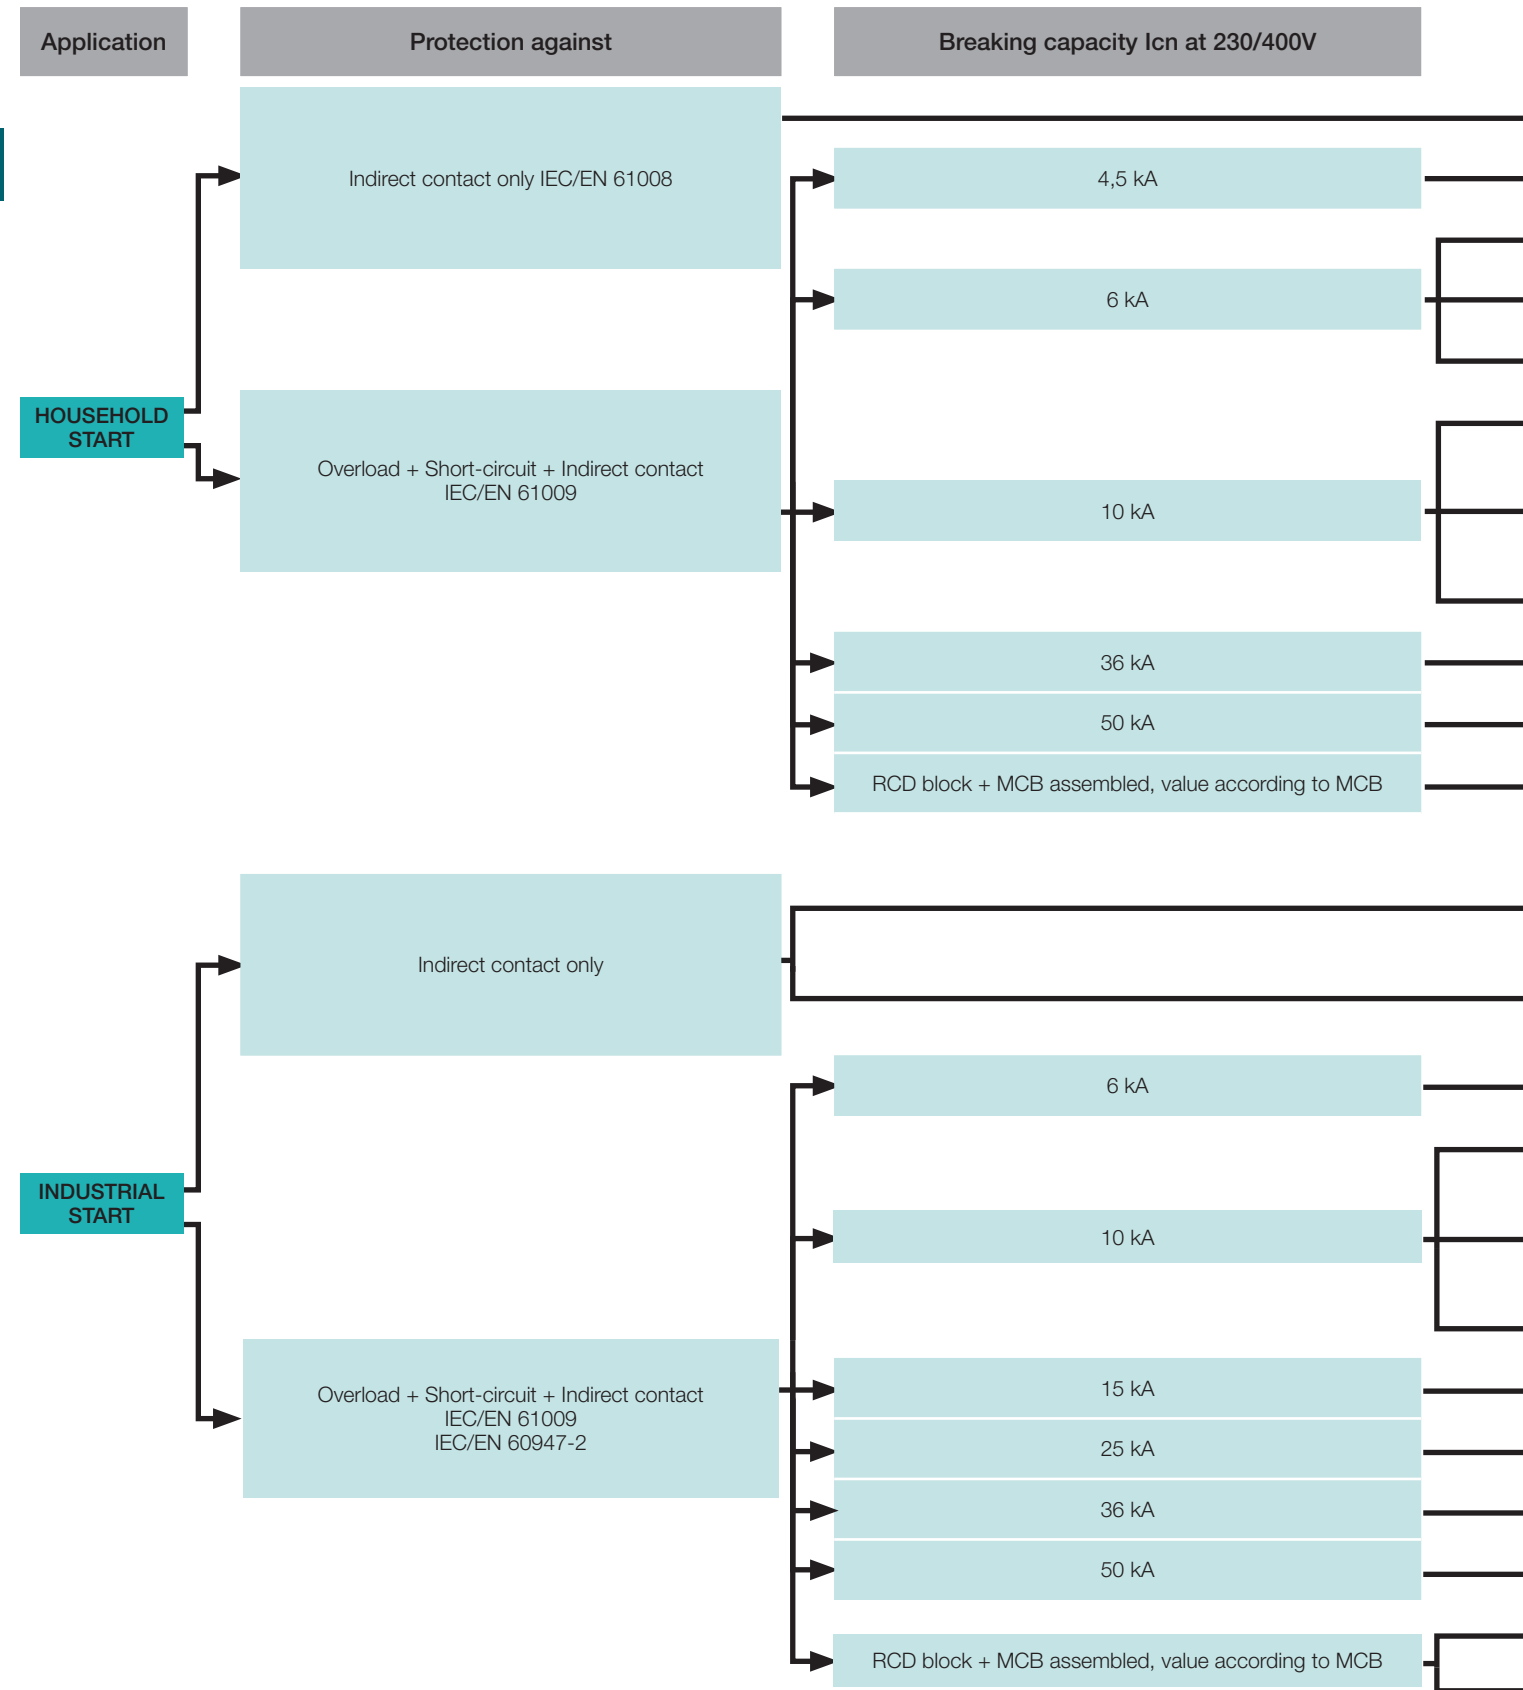 Application
Protection against
Breaking capacity Icn at 230/400V
Indirect contact only IEC/EN 61008
4,5 kA
6 kA
HOUSEHOLD
START
Overload + Short-circuit + Indirect contact
IEC/EN 61009
10 kA
36 kA
50 kA
RCD block + MCB assembled, value according to MCB
Indirect contact only
6 kA
INDUSTRIAL
START
10 kA
Overload + Short-circuit + Indirect contact
IEC/EN 61009
IEC/EN 60947-2
15 kA
25 kA
36 kA
50 kA
RCD block + MCB assembled, value according to MCB